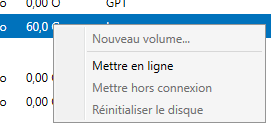 o 0,00 O GPT
o 60,0 O
Nouveau volume...
Mettre en ligne
o 0,00 O Mettre hors connexion
o 0,00 O Réinitialiser le disque